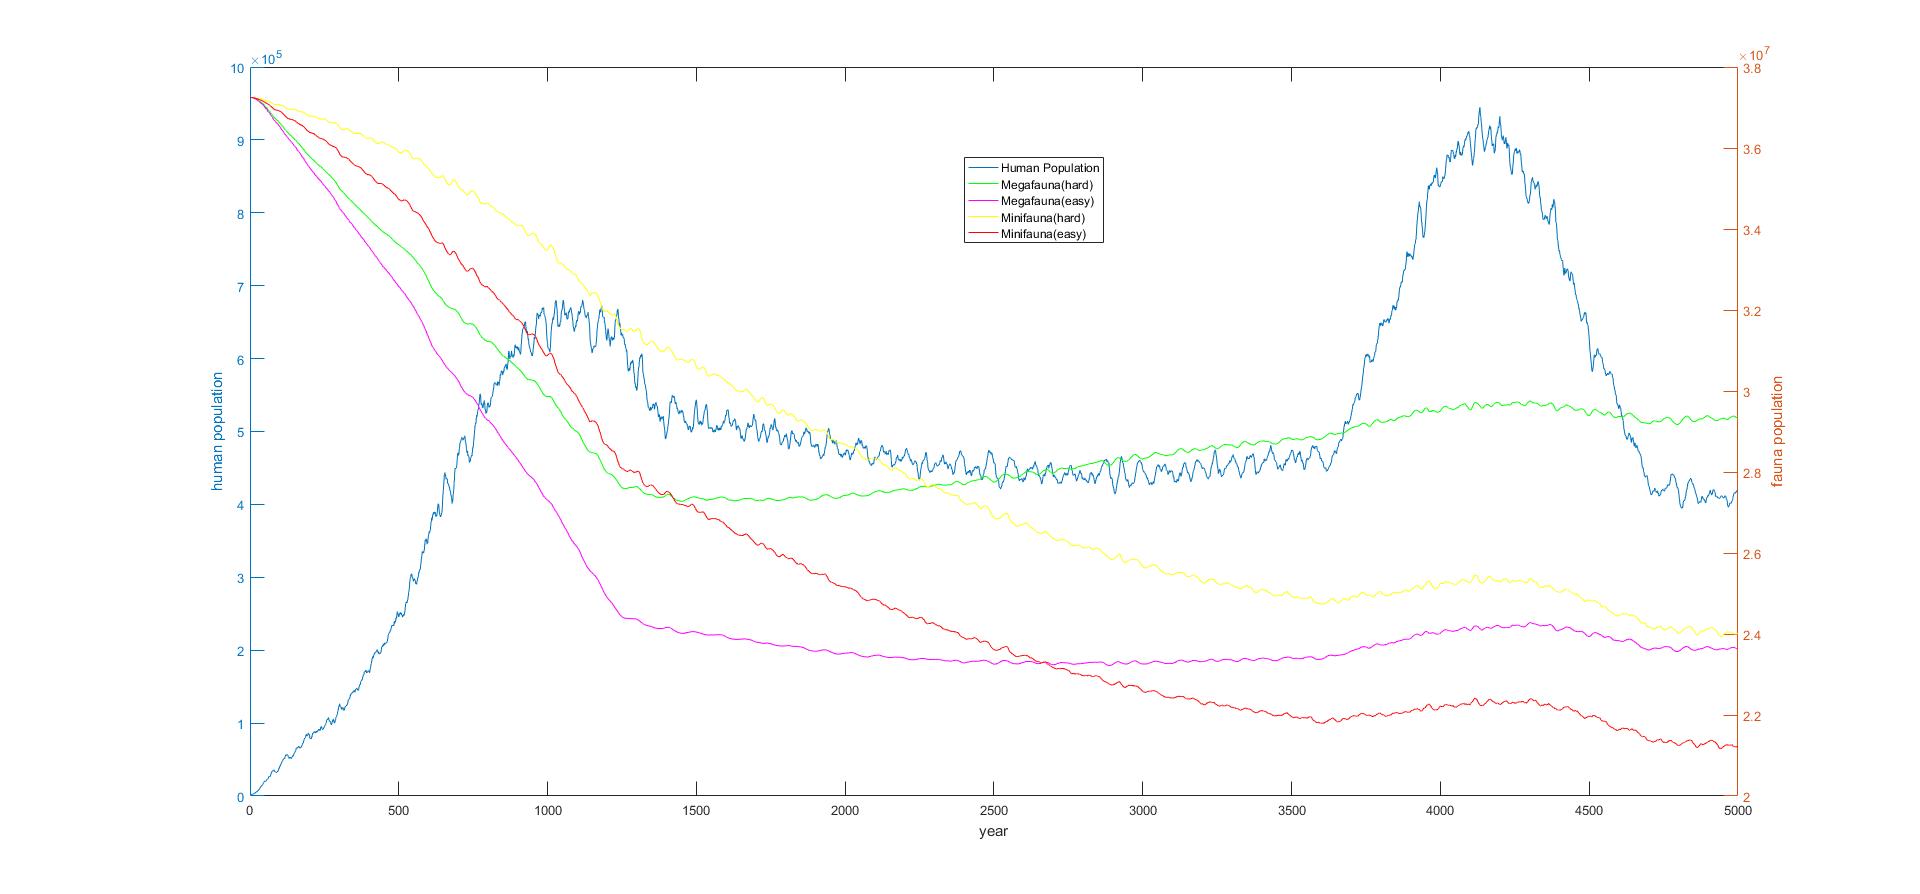 ×10^5
×10^7
10
9
8
7
6
5
4
3
2
1
0
human population
Human Population
Megafauna(hard)
Megafauna(easy)
Minifauna(hard)
Minifauna(easy)
3.8
3.6
3.4
3.2
3
2.8
2.6
2.4
2.2
2
fauna population
0 500 1000 1500 2000 2500 3000 3500 4000 4500 5000
year